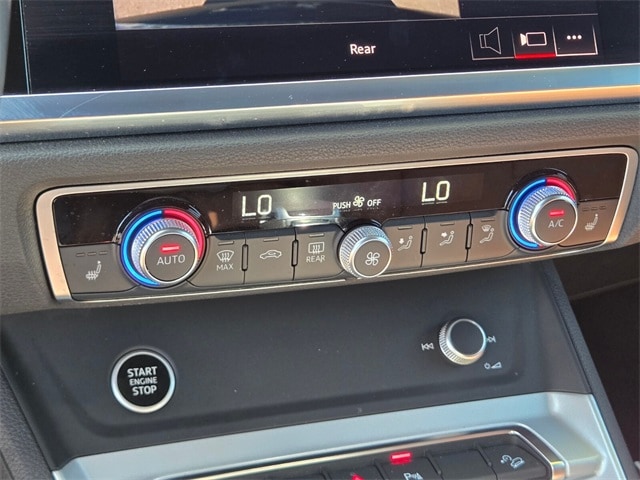 Rear
LO
PUSH OFF
LO
AUTO
MAX
REAR
A/C
START
ENGINE
STOP